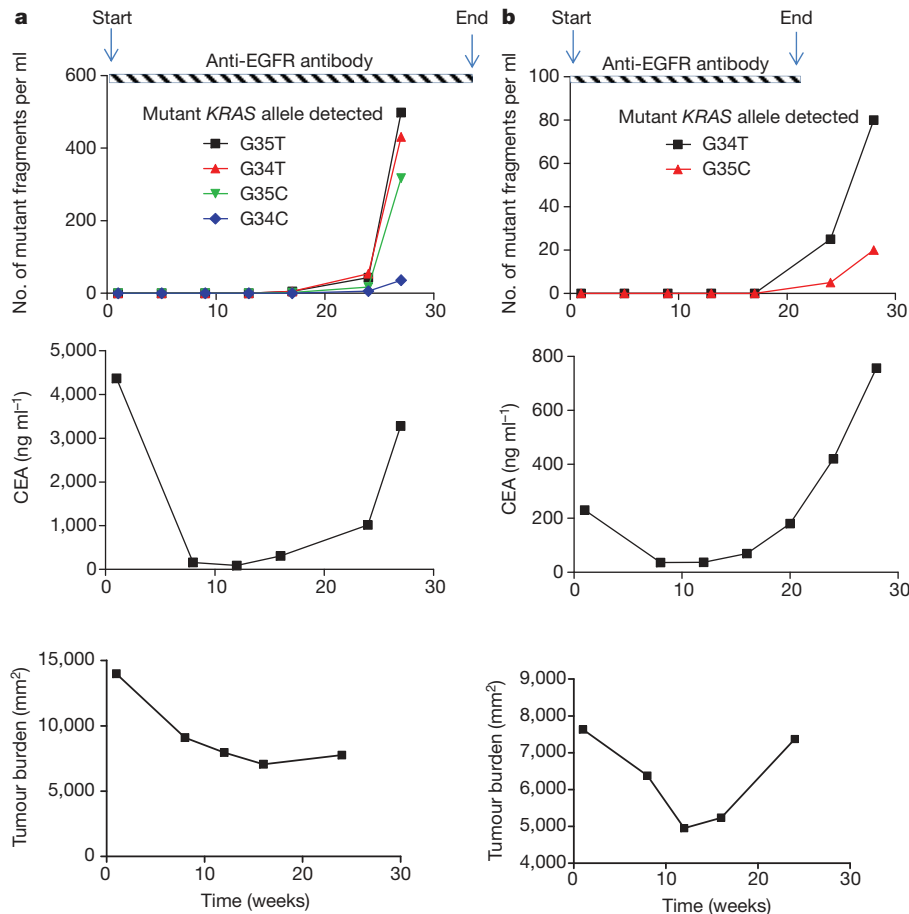 a
Start
End
Anti-EGFR antibody
Mutant KRAS allele detected
G35T
G34T
G35C
G34C
No. of mutant fragments per ml
600
400
200
0
0
10
20
30
CEA (ng ml⁻¹)
5,000
4,000
3,000
2,000
1,000
0
0
10
20
30
Tumour burden (mm²)
15,000
10,000
5,000
0
0
10
20
30
Time (weeks)
b
Start
End
Anti-EGFR antibody
Mutant KRAS allele detected
G34T
G35C
No. of mutant fragments per ml
100
80
60
40
20
0
0
10
20
30
CEA (ng ml⁻¹)
800
600
400
200
0
0
10
20
30
Tumour burden (mm²)
9,000
8,000
7,000
6,000
5,000
4,000
0
10
20
30
Time (weeks)